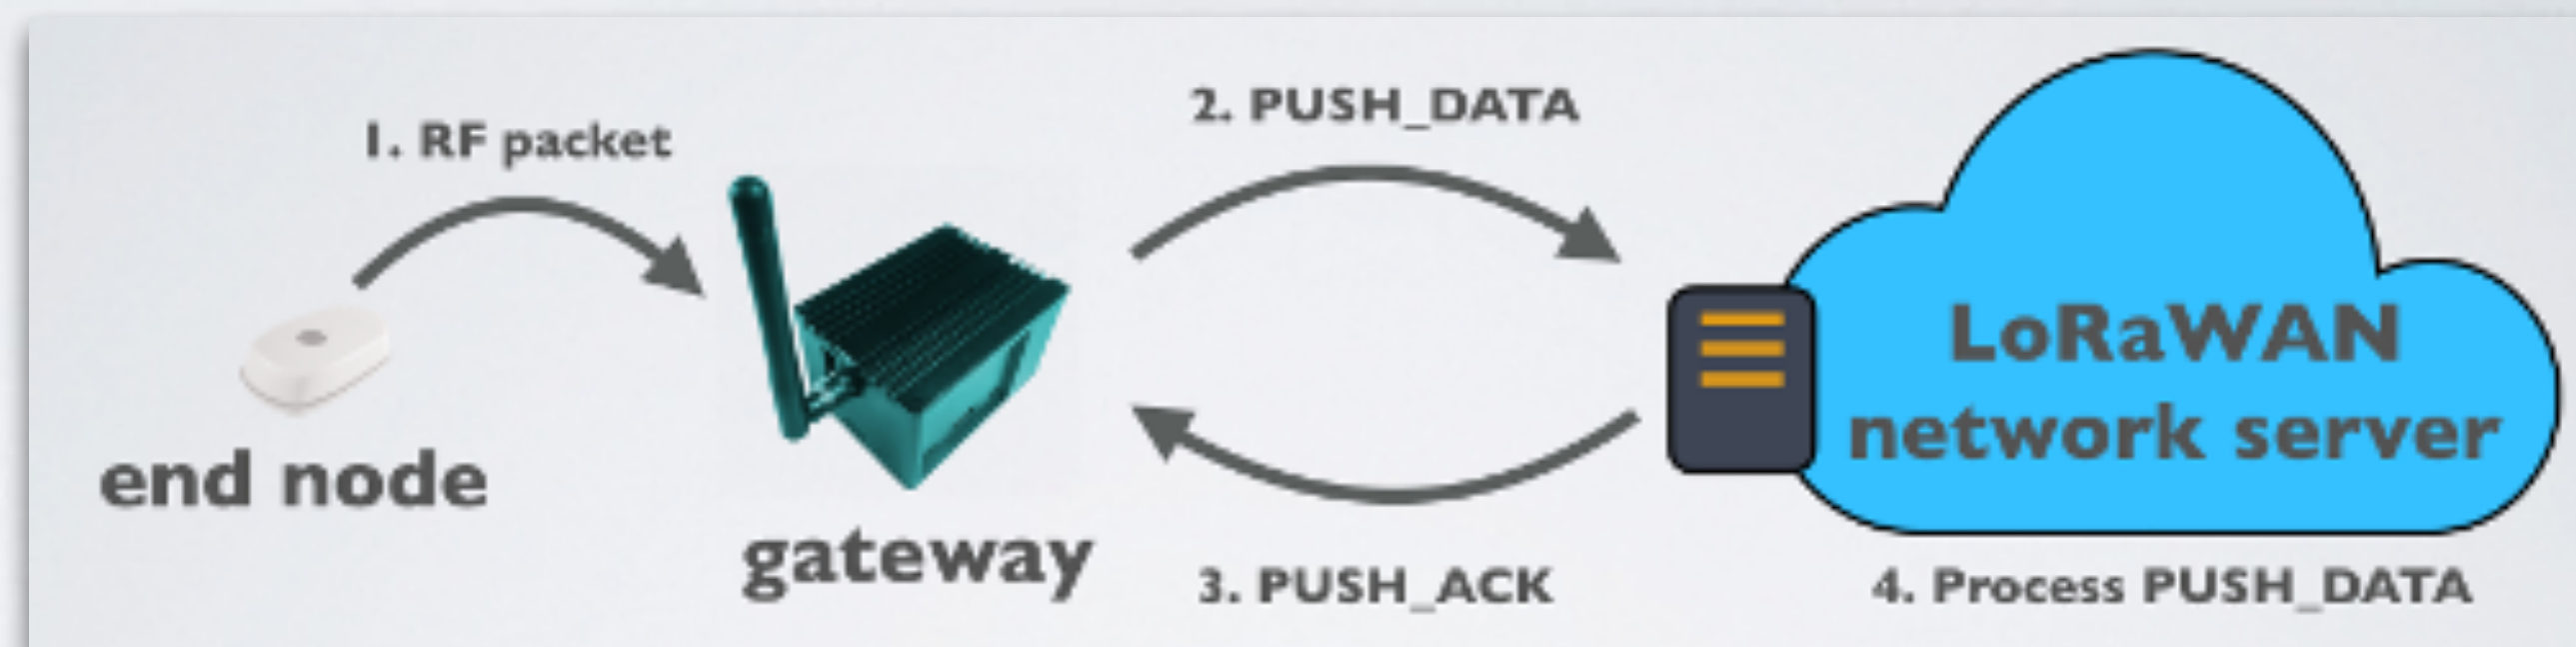 1. RF packet
2. PUSH_DATA
end node
gateway
3. PUSH_ACK
LoRaWAN
network server
4. Process PUSH_DATA